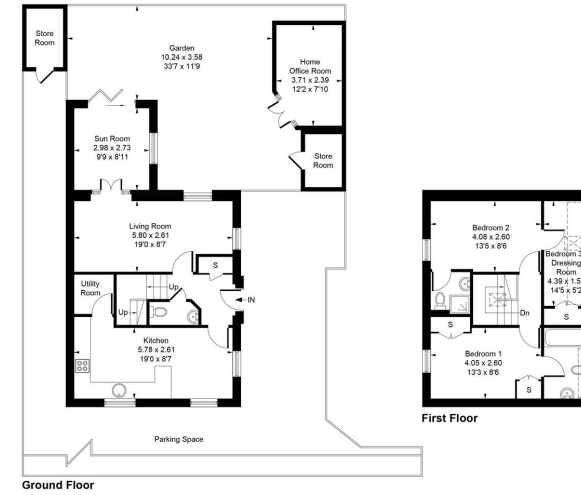 Store
Room
Garden
10.24 x 3.58
33'7 x 11'9
Home
Office Room
3.71 x 2.39
12'2 x 7'10
Sun Room
2.98 x 2.73
9'9 x 8'11
Store
Room
Living Room
5.80 x 2.61
19'0 x 8'7
S
Utility
Room
Up
Up
IN
Kitchen
5.78 x 2.61
19'0 x 8'7
Parking Space
Ground Floor
Bedroom 2
4.08 x 2.60
13'5 x 8'6
Bedroom 3
Dressing
Room
4.39 x 1.5
14'5 x 5'2
S
Dn
S
Bedroom 1
4.05 x 2.60
13'3 x 8'6
S
First Floor